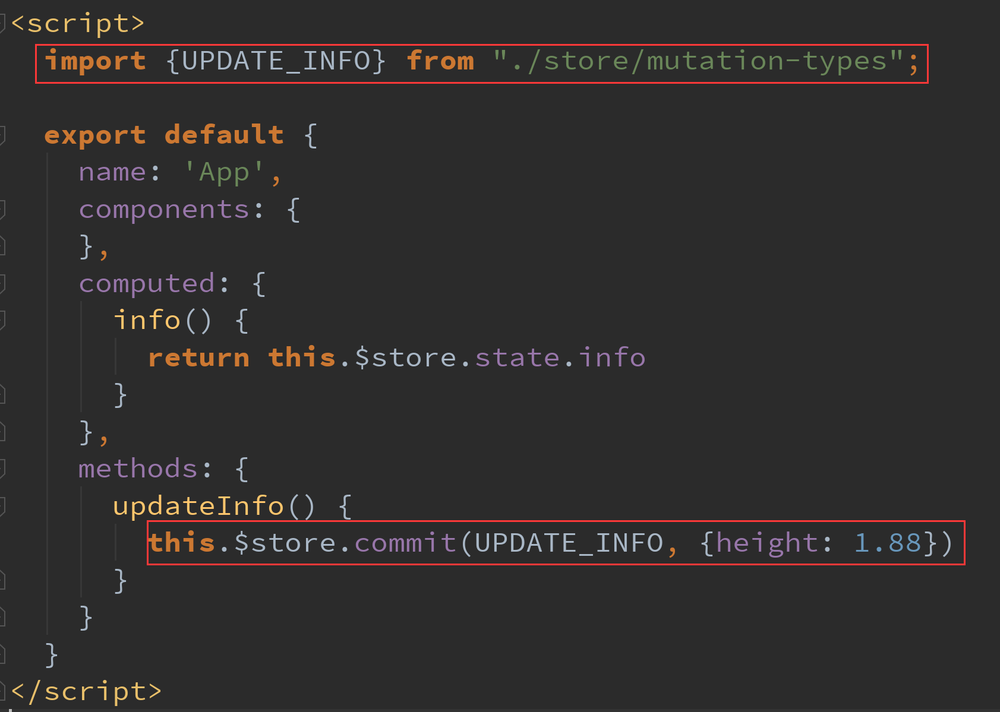 <script>
import {UPDATE_INFO} from "./store/mutation-types";
export default {
name: 'App',
components: {
},
computed: {
info() {
return this.$store.state.info
}
},
methods: {
updateInfo() {
this.$store.commit(UPDATE_INFO, {height: 1.88})
}
}
}
</script>